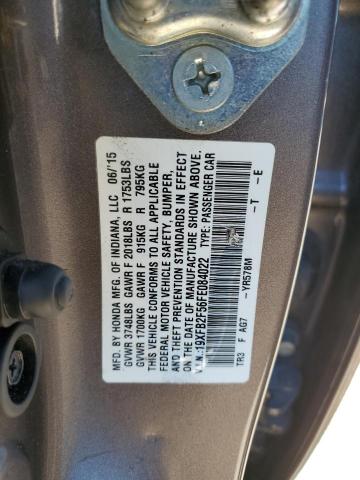 MFD. BY HONDA MFG. OF INDIANA, LLC 06/15
GVWR 3748LBS GAWR F 2018LBS R 1753LBS
GVWR 1700KG GAWR F 915KG R 795KG
THIS VEHICLE CONFORMS TO ALL APPLICABLE
FEDERAL MOTOR VEHICLE SAFETY, BUMPER,
AND THEFT PREVENTION STANDARDS IN EFFECT
ON THE DATE OF MANUFACTURE SHOWN ABOVE.
V.I.N.:19XFB2F56FE084022 TYPE: PASSENGER CAR
TR3 F AG7 -YR578M -T -E